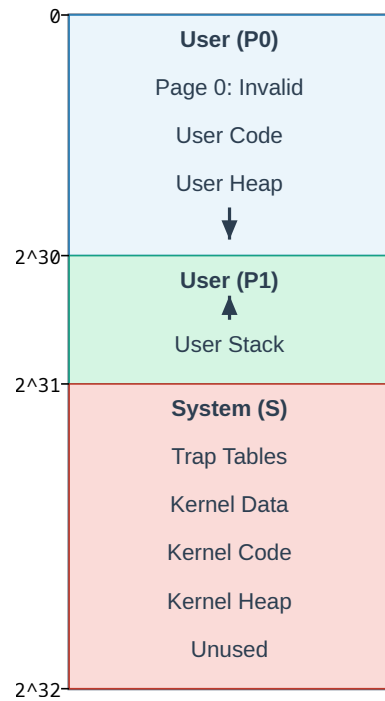 0
User (P0)
Page 0: Invalid
User Code
User Heap
2^30
User (P1)
User Stack
2^31
System (S)
Trap Tables
Kernel Data
Kernel Code
Kernel Heap
Unused
2^32